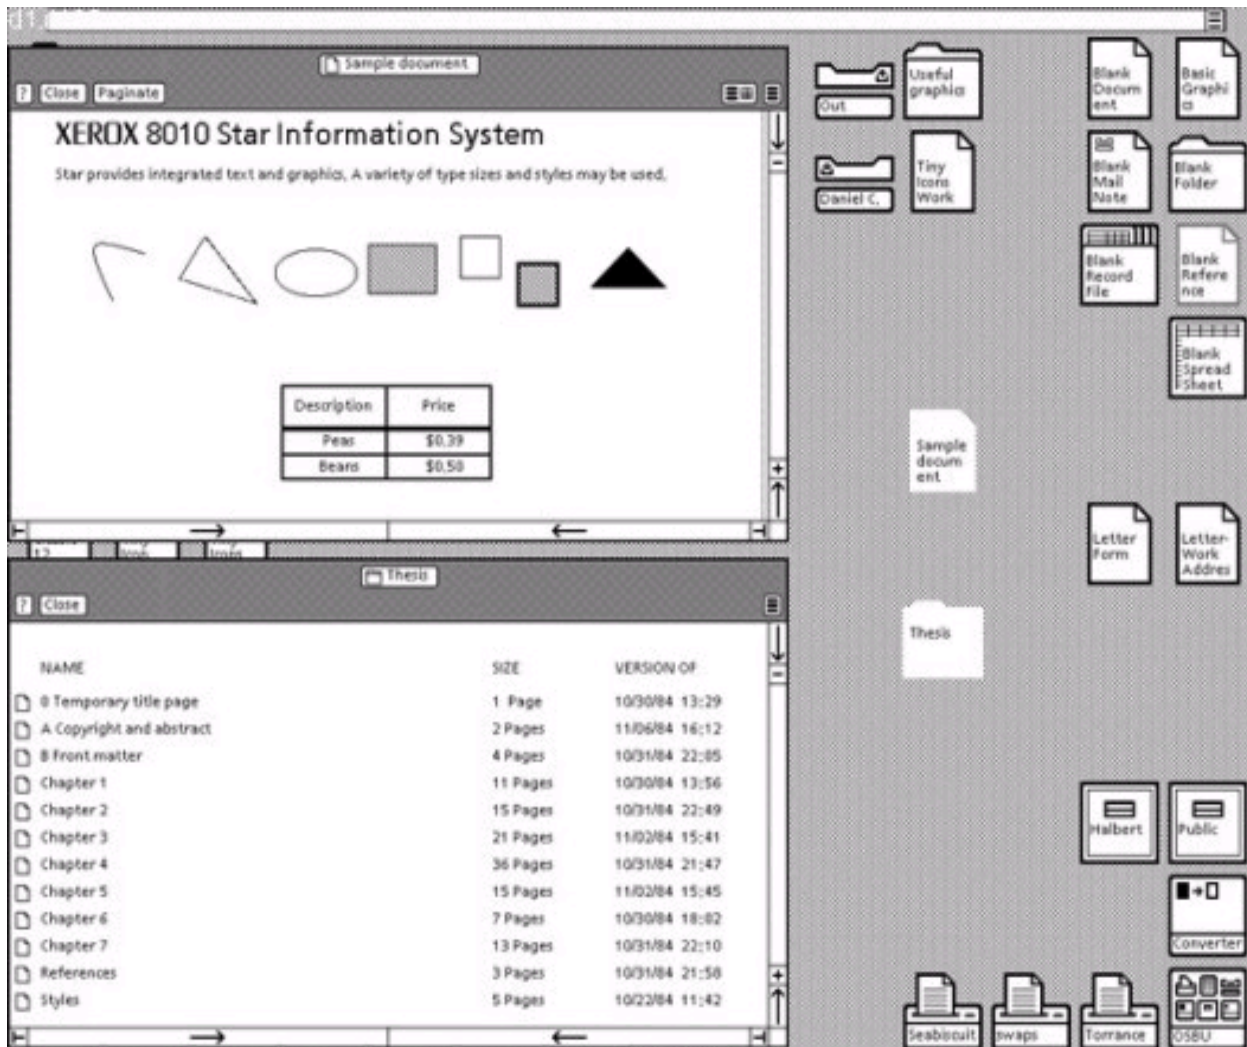 Sample document
? Close Paginate
XEROX 8010 Star Information System
Star provides integrated text and graphics. A variety of type sizes and styles may be used.
Description Price
Peas $0.39
Beans $0.50
Thesis
? Close
NAME SIZE VERSION OF
0 Temporary title page 1 Page 10/30/84 13:29
A Copyright and abstract 2 Pages 11/06/84 16:12
B Front matter 4 Pages 10/31/84 22:05
Chapter 1 11 Pages 10/30/84 13:56
Chapter 2 15 Pages 10/31/84 22:49
Chapter 3 21 Pages 11/02/84 15:41
Chapter 4 36 Pages 10/31/84 21:47
Chapter 5 15 Pages 11/02/84 15:45
Chapter 6 7 Pages 10/30/84 18:02
Chapter 7 13 Pages 10/31/84 22:10
References 3 Pages 10/31/84 21:58
Styles 5 Pages 10/22/84 11:42
Out
Useful
graphics
Blank
Docum
ent
Basic
Graphi
cs
Daniel C.
Tiny
Icons
Work
Blank
Mail
Note
Blank
Folder
Blank
Record
File
Blank
Refere
nce
Blank
Spread
Sheet
Sample
docum
ent
Letter
Form
Letter-
Work
Addres
Thesis
Halbert
Public
Converter
Seabiscuit
swaps
Torrance
OSBU